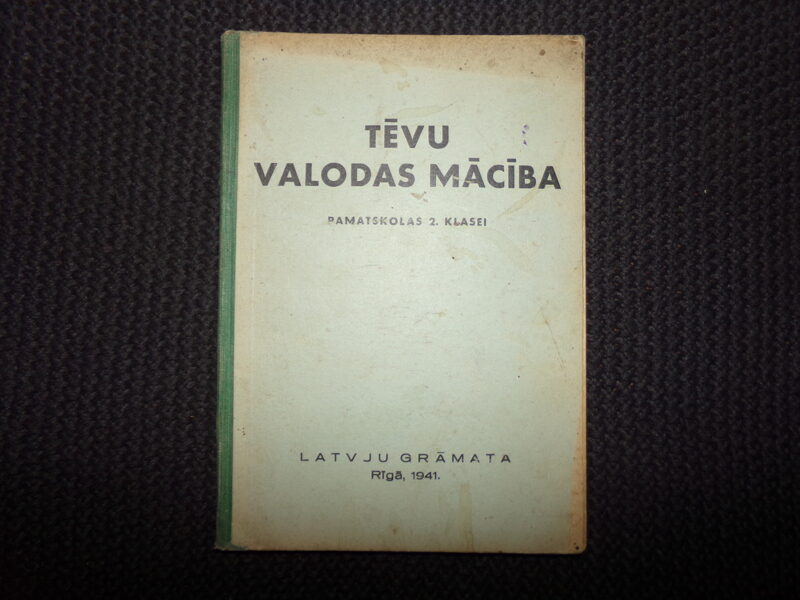 TĒVU
VALODAS MĀCĪBA
PAMATSKOLAS 2. KLASEI
LATVJU GRĀMATA
Rīgā, 1941.